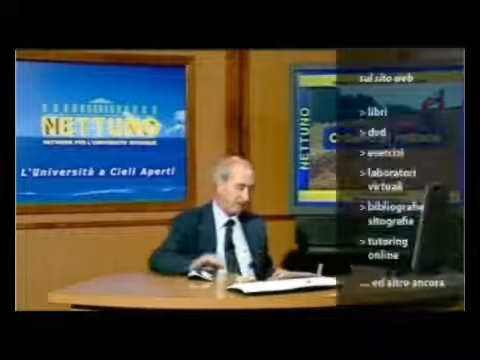 NETTUNO
NETWORK PER L'UNIVERSITÀ OVUNQUE
L'Università a Cieli Aperti
NETTUNO
sul sito web
> libri
> dvd
> esercizi
> laboratori
virtuali
> bibliografie
sitografie
> tutoring
online
... ed altro ancora